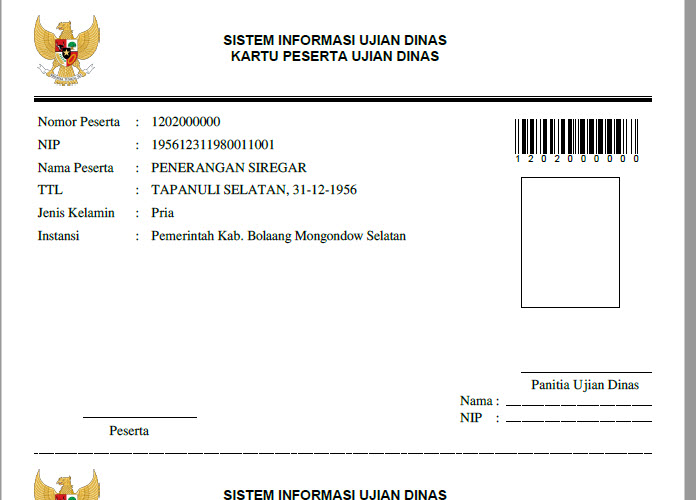 SISTEM INFORMASI UJIAN DINAS
KARTU PESERTA UJIAN DINAS
Nomor Peserta : 1202000000
NIP : 195612311980011001
Nama Peserta : PENERANGAN SIREGAR
TTL : TAPANULI SELATAN, 31-12-1956
Jenis Kelamin : Pria
Instansi : Pemerintah Kab. Bolaang Mongondow Selatan
1202000000
Panitia Ujian Dinas
Nama :
NIP :
Peserta
SISTEM INFORMASI UJIAN DINAS